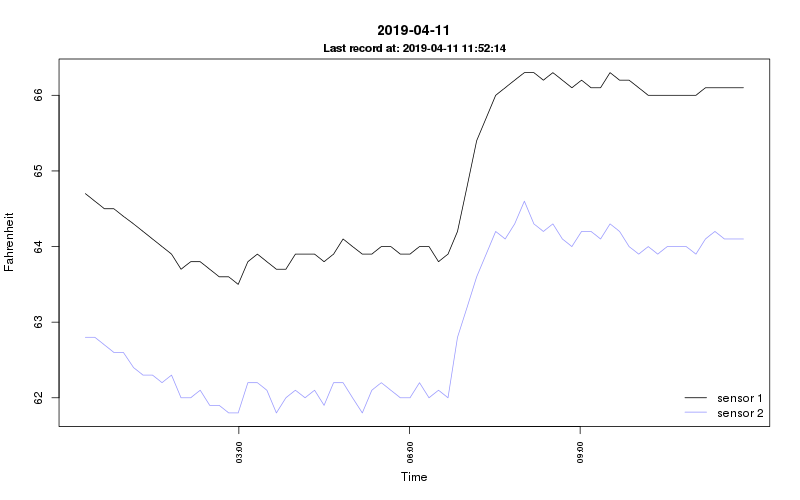 2019-04-11
Last record at: 2019-04-11 11:52:14
Fahrenheit
66
65
64
63
62
03:00
06:00
09:00
Time
sensor 1
sensor 2